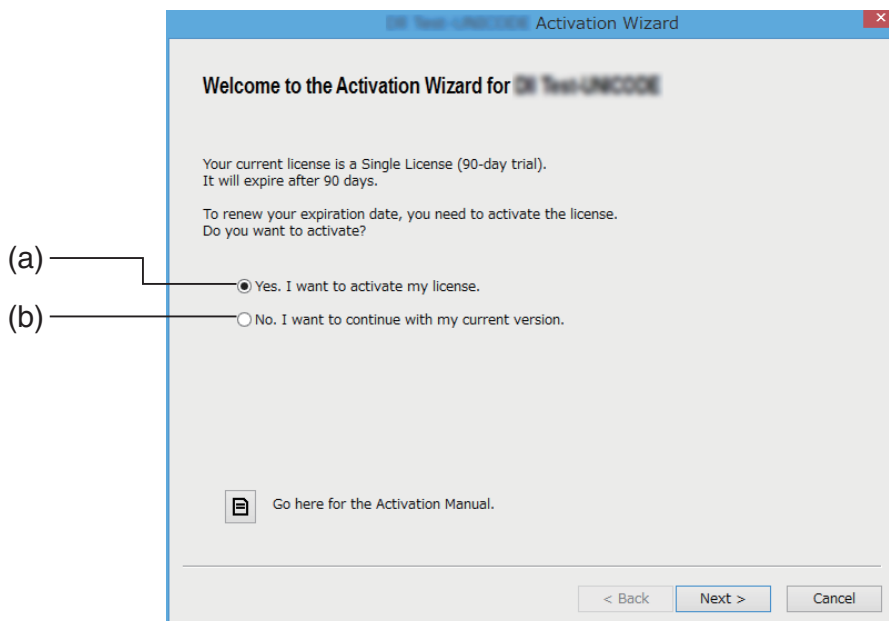 Activation Wizard
Welcome to the Activation Wizard for
Your current license is a Single License (90-day trial).
It will expire after 90 days.
To renew your expiration date, you need to activate the license.
Do you want to activate?
(a)
Yes. I want to activate my license.
(b)
No. I want to continue with my current version.
Go here for the Activation Manual.
< Back
Next >
Cancel